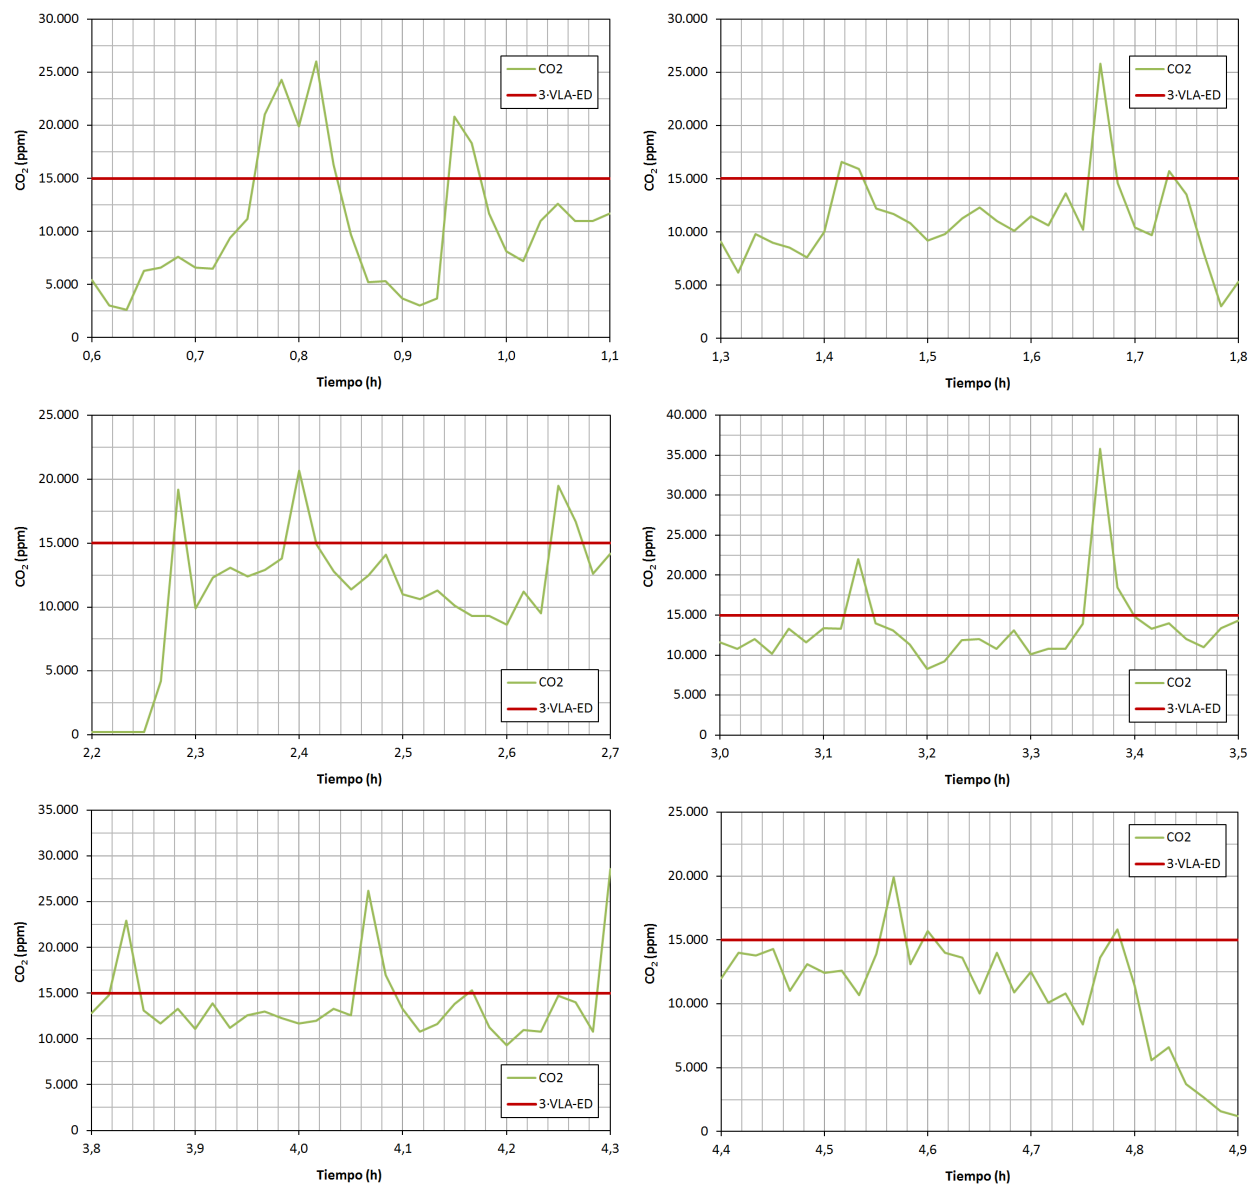 30.000
25.000
20.000
15.000
10.000
5.000
0
CO2 (ppm)
CO2
3·VLA-ED
0,6 0,7 0,8 0,9 1,0 1,1
Tiempo (h)
30.000
25.000
20.000
15.000
10.000
5.000
0
CO2 (ppm)
CO2
3·VLA-ED
1,3 1,4 1,5 1,6 1,7 1,8
Tiempo (h)
25.000
20.000
15.000
10.000
5.000
0
CO2 (ppm)
CO2
3·VLA-ED
2,2 2,3 2,4 2,5 2,6 2,7
Tiempo (h)
40.000
35.000
30.000
25.000
20.000
15.000
10.000
5.000
0
CO2 (ppm)
CO2
3·VLA-ED
3,0 3,1 3,2 3,3 3,4 3,5
Tiempo (h)
35.000
30.000
25.000
20.000
15.000
10.000
5.000
0
CO2 (ppm)
CO2
3·VLA-ED
3,8 3,9 4,0 4,1 4,2 4,3
Tiempo (h)
25.000
20.000
15.000
10.000
5.000
0
CO2 (ppm)
CO2
3·VLA-ED
4,4 4,5 4,6 4,7 4,8 4,9
Tiempo (h)